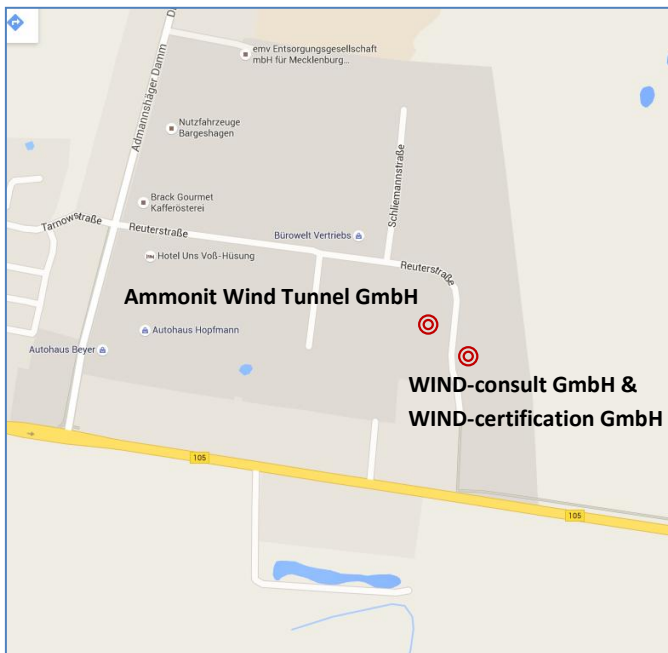 emv Entsorgungsgesellschaft
mbH für Mecklenburg...
Admannshäger Damm
D
Nutzfahrzeuge
Bargeshagen
Schliemannstraße
Brack Gourmet
Kafferösterei
Tarnowstraße
Reuterstraße
Bürowelt Vertriebs
Hotel Uns Voß-Hüsung
Reuterstraße
Ammonit Wind Tunnel GmbH
Autohaus Hopfmann
Autohaus Beyer
WIND-consult GmbH &
WIND-certification GmbH
105
105